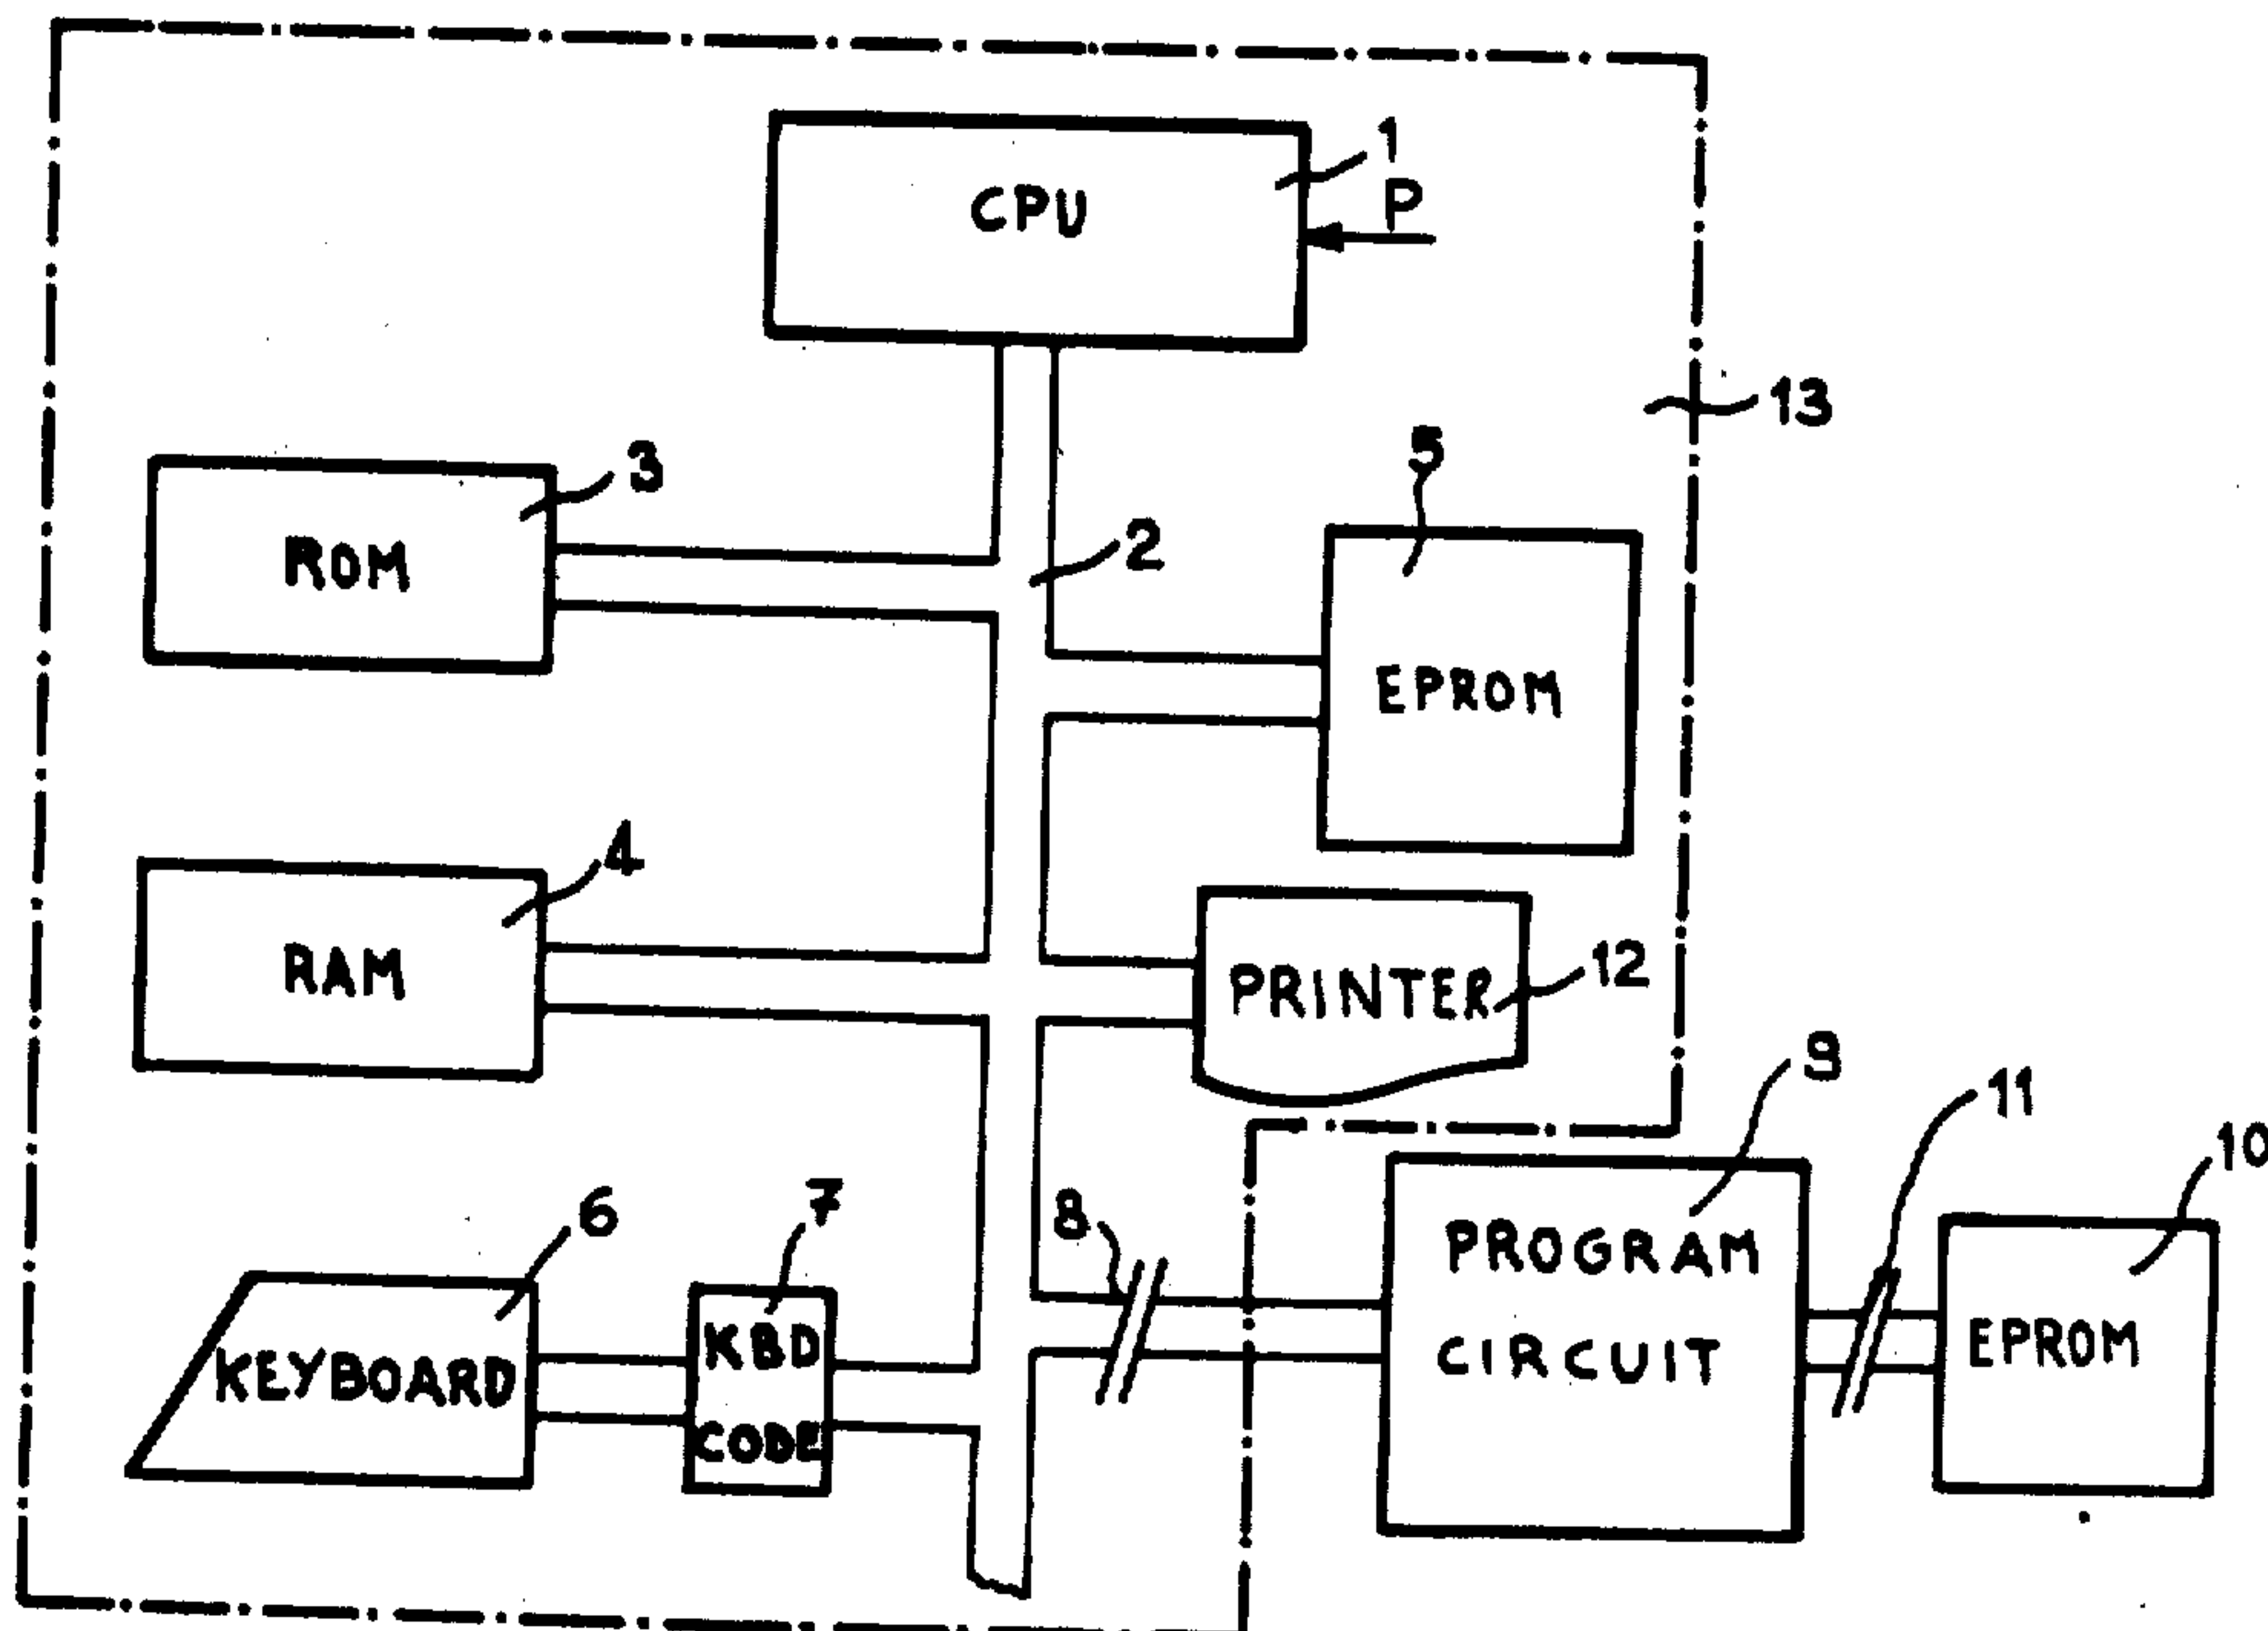 1
CPU
P
13
3
5
ROM
2
EPROM
4
RAM
PRINTER
12
9
11
10
6
7
8
PROGRAM
CIRCUIT
KEYBOARD
KBD
CODE
EPROM